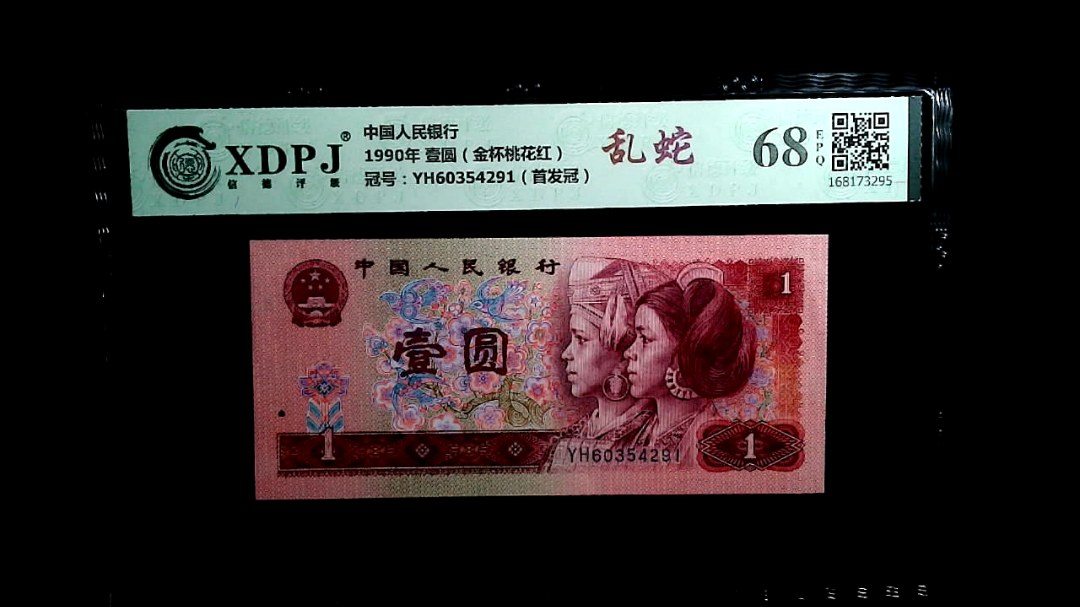 XDPJ®
信德评级
中国人民银行
1990年 壹圆（金杯桃花红）
冠号：YH60354291（首发冠）
乱蛇
68
EPQ
168173295
中国人民银行
1
壹圆
1
YH60354291
1